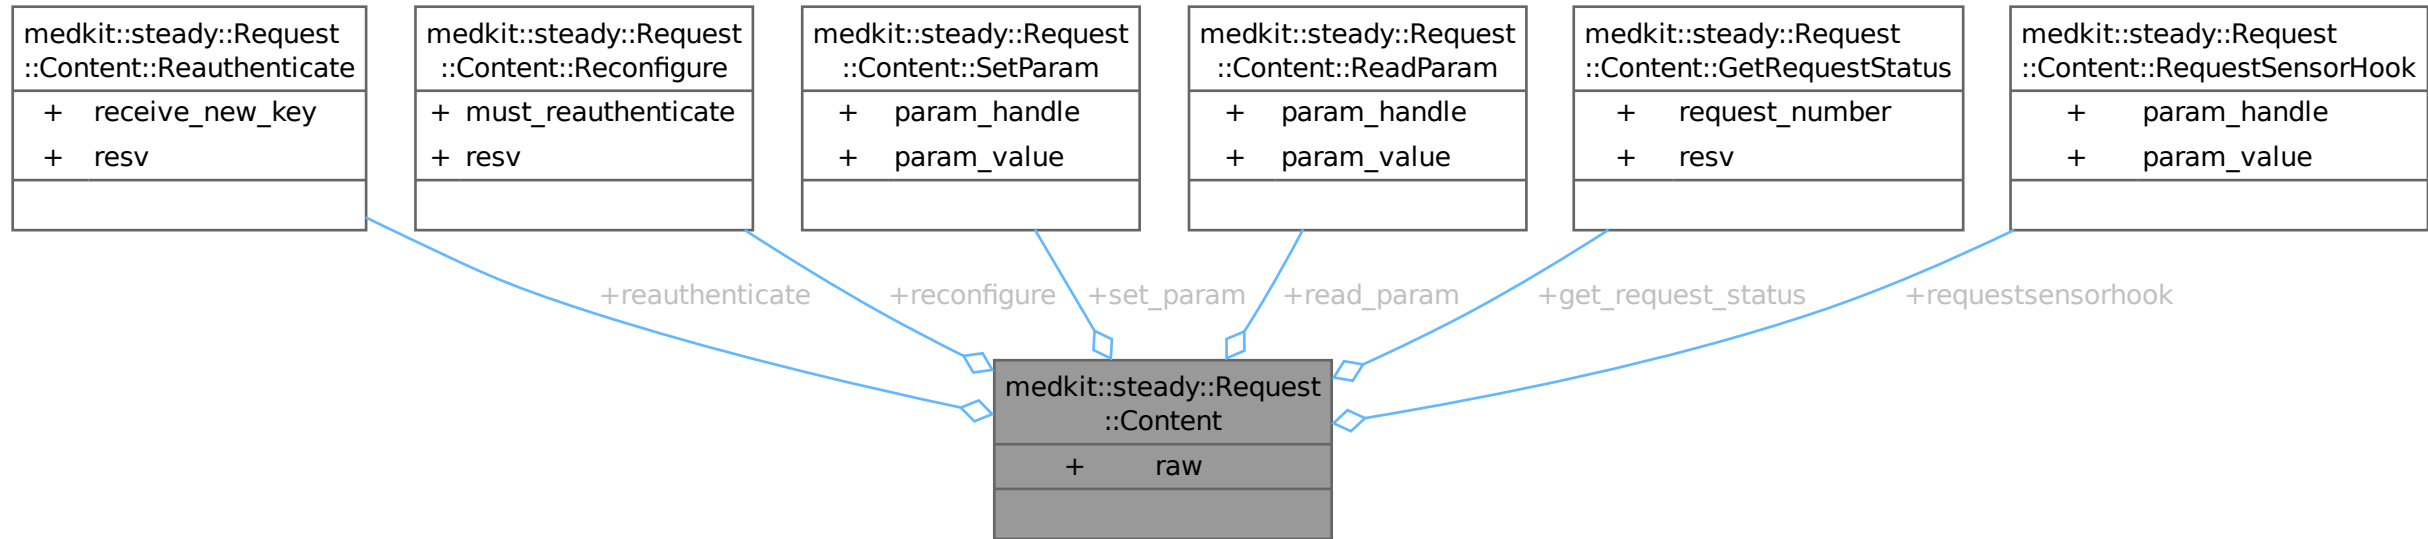 medkit::steady::Request
::Content::Reauthenticate
+ receive_new_key
+ resv
medkit::steady::Request
::Content::Reconfigure
+ must_reauthenticate
+ resv
medkit::steady::Request
::Content::SetParam
+ param_handle
+ param_value
medkit::steady::Request
::Content::ReadParam
+ param_handle
+ param_value
medkit::steady::Request
::Content::GetRequestStatus
+ request_number
+ resv
medkit::steady::Request
::Content::RequestSensorHook
+ param_handle
+ param_value
+reauthenticate
+reconfigure
+set_param
+read_param
+get_request_status
+requestsensorhook
medkit::steady::Request
::Content
+ raw